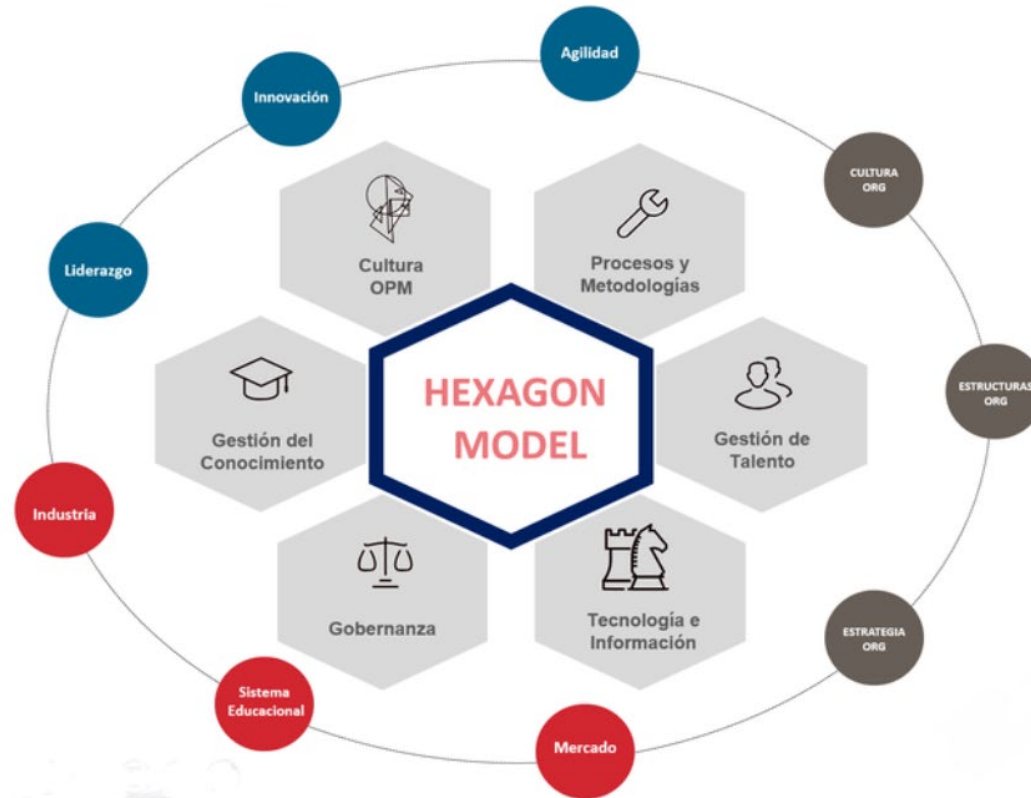 Agilidad
Innovación
CULTURA
ORG
Cultura
OPM
Procesos y
Metodologías
Liderazgo
HEXAGON
MODEL
ESTRUCTURAS
ORG
Gestión del
Conocimiento
Gestión de
Talento
Industria
Gobernanza
Tecnología e
Información
ESTRATEGIA
ORG
Sistema
Educacional
Mercado